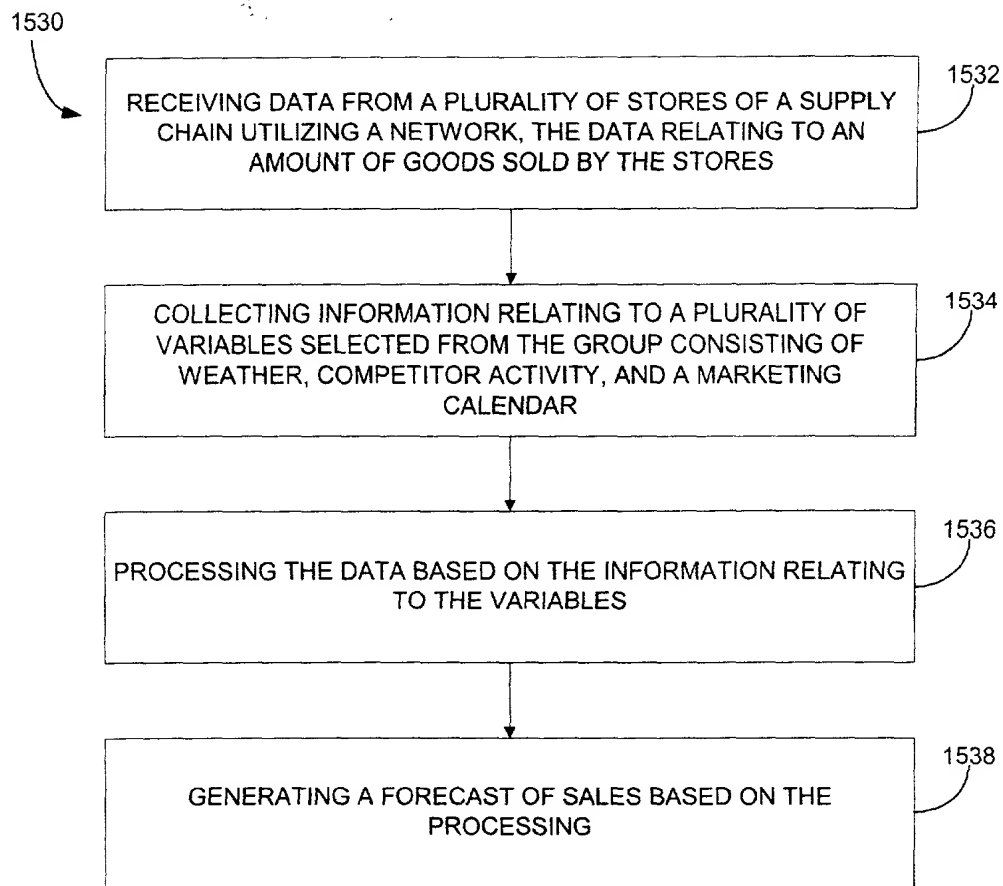 1530
1532
RECEIVING DATA FROM A PLURALITY OF STORES OF A SUPPLY
CHAIN UTILIZING A NETWORK, THE DATA RELATING TO AN
AMOUNT OF GOODS SOLD BY THE STORES
1534
COLLECTING INFORMATION RELATING TO A PLURALITY OF
VARIABLES SELECTED FROM THE GROUP CONSISTING OF
WEATHER, COMPETITOR ACTIVITY, AND A MARKETING
CALENDAR
1536
PROCESSING THE DATA BASED ON THE INFORMATION RELATING
TO THE VARIABLES
1538
GENERATING A FORECAST OF SALES BASED ON THE
PROCESSING